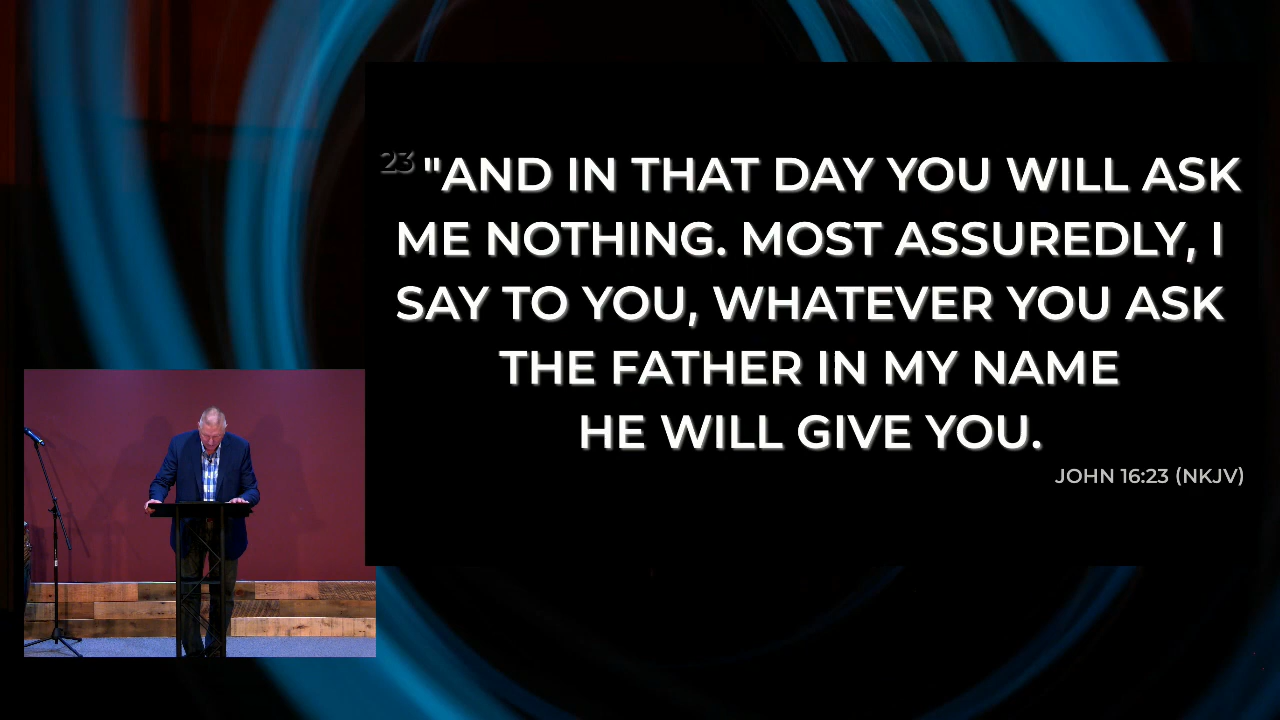 23 "AND IN THAT DAY YOU WILL ASK
ME NOTHING. MOST ASSUREDLY, I
SAY TO YOU, WHATEVER YOU ASK
THE FATHER IN MY NAME
HE WILL GIVE YOU.
JOHN 16:23 (NKJV)